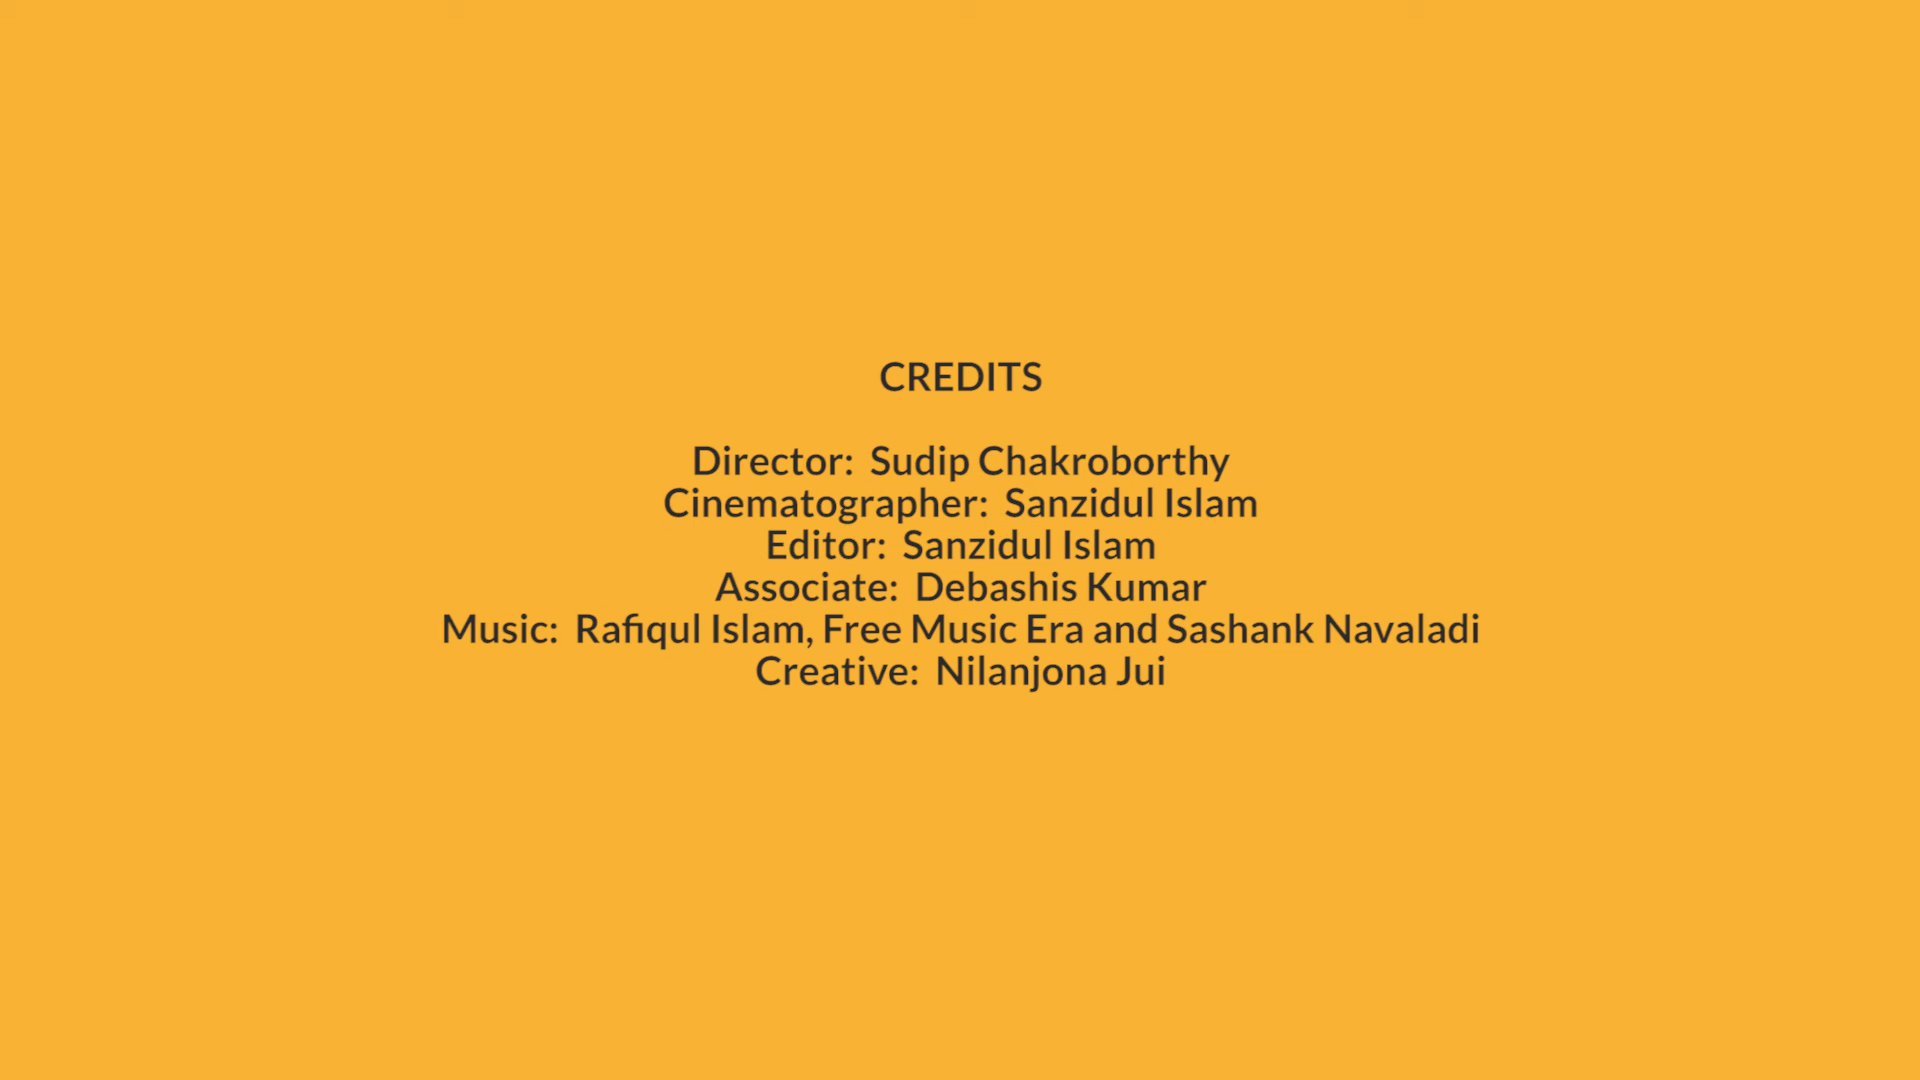 CREDITS
Director: Sudip Chakroborthy
Cinematographer: Sanzidul Islam
Editor: Sanzidul Islam
Associate: Debashis Kumar
Music: Rafiqul Islam, Free Music Era and Sashank Navaladi
Creative: Nilanjona Jui